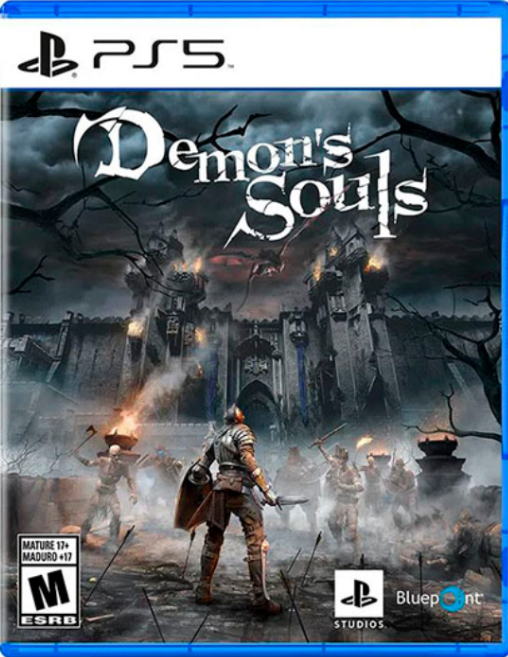 PS5
Demon's
Souls
MATURE 17+
MADURO +17
M
ESRB
STUDIOS
Bluepoint